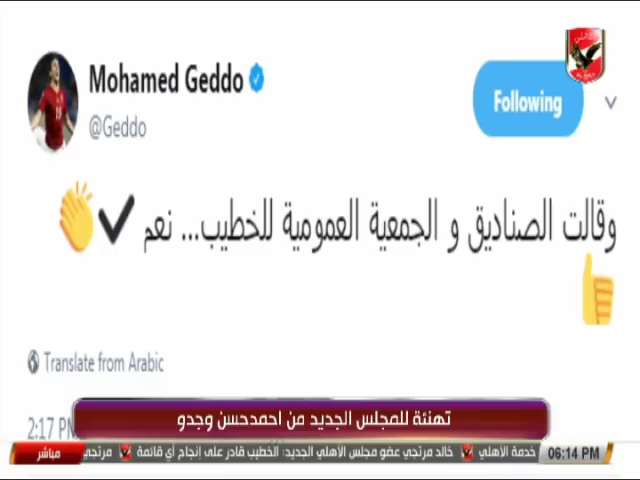 Mohamed Geddo
@Geddo
Following
وقالت الصناديق و الجمعية العمومية للخطيب... نعم
Translate from Arabic
2:17 PM
تهنئة للمجلس الجديد من احمدحسن وجدو
خدمة الأهلي خالد مرتجي عضو مجلس الأهلي الجديد: الخطيب قادر على إنجاح أي قائمة مرتجي
06:14 PM
مباشر